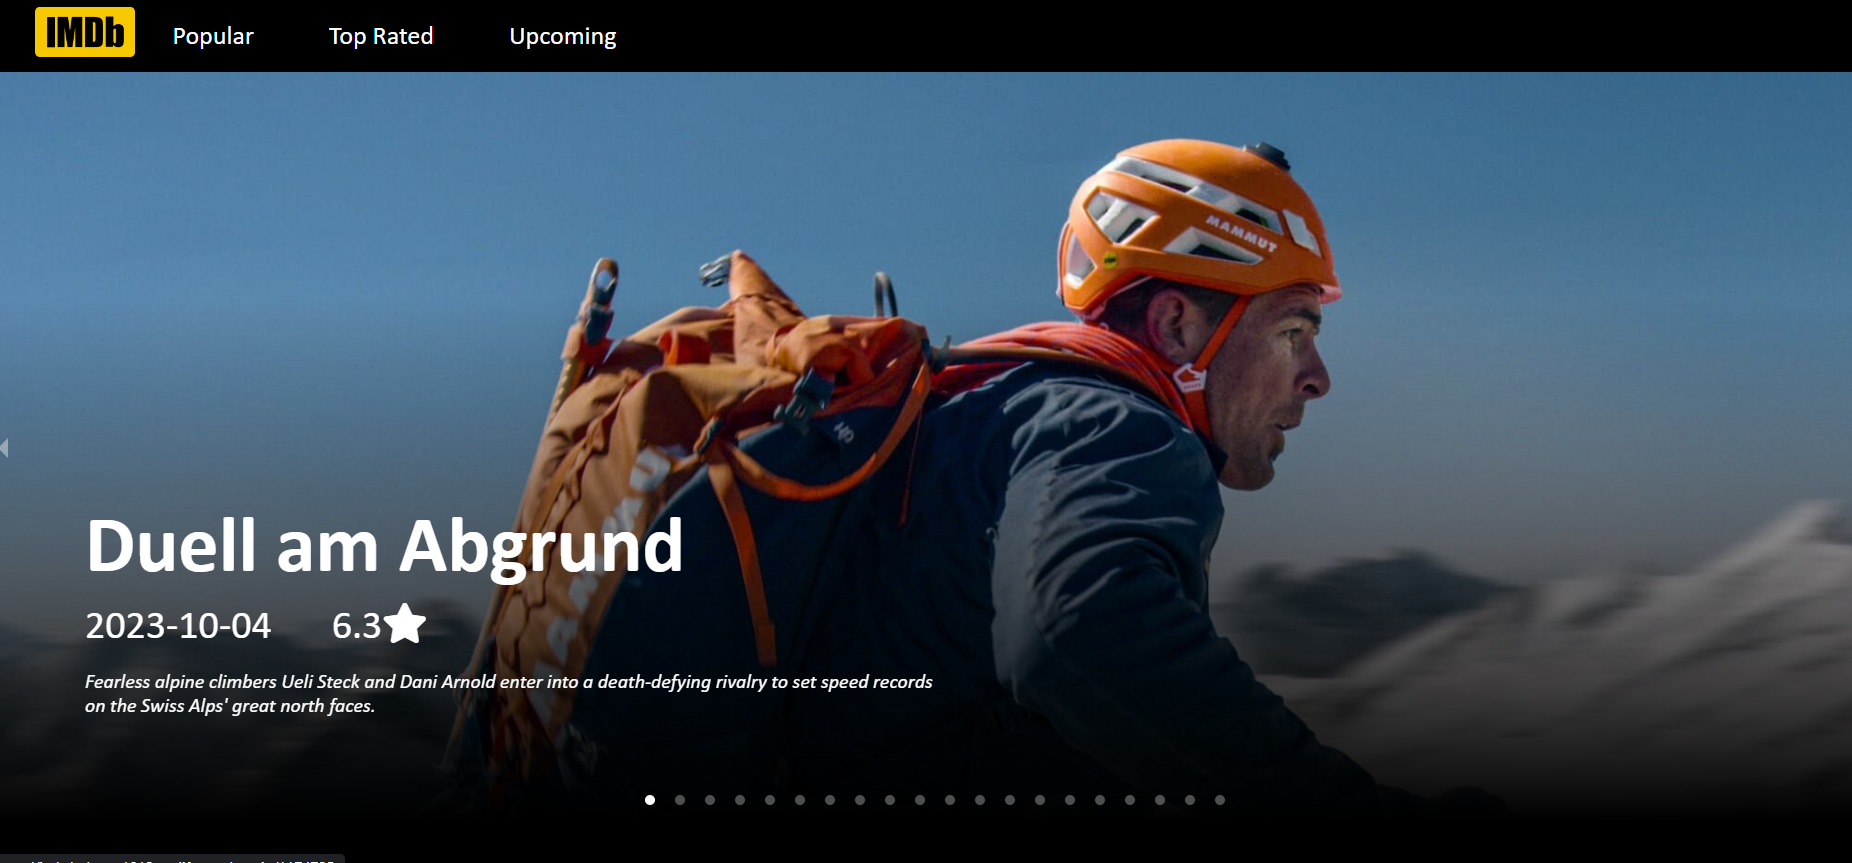 IMDb
Popular
Top Rated
Upcoming
MAMMUT
Duell am Abgrund
2023-10-04 6.3
Fearless alpine climbers Ueli Steck and Dani Arnold enter into a death-defying rivalry to set speed records
on the Swiss Alps' great north faces.